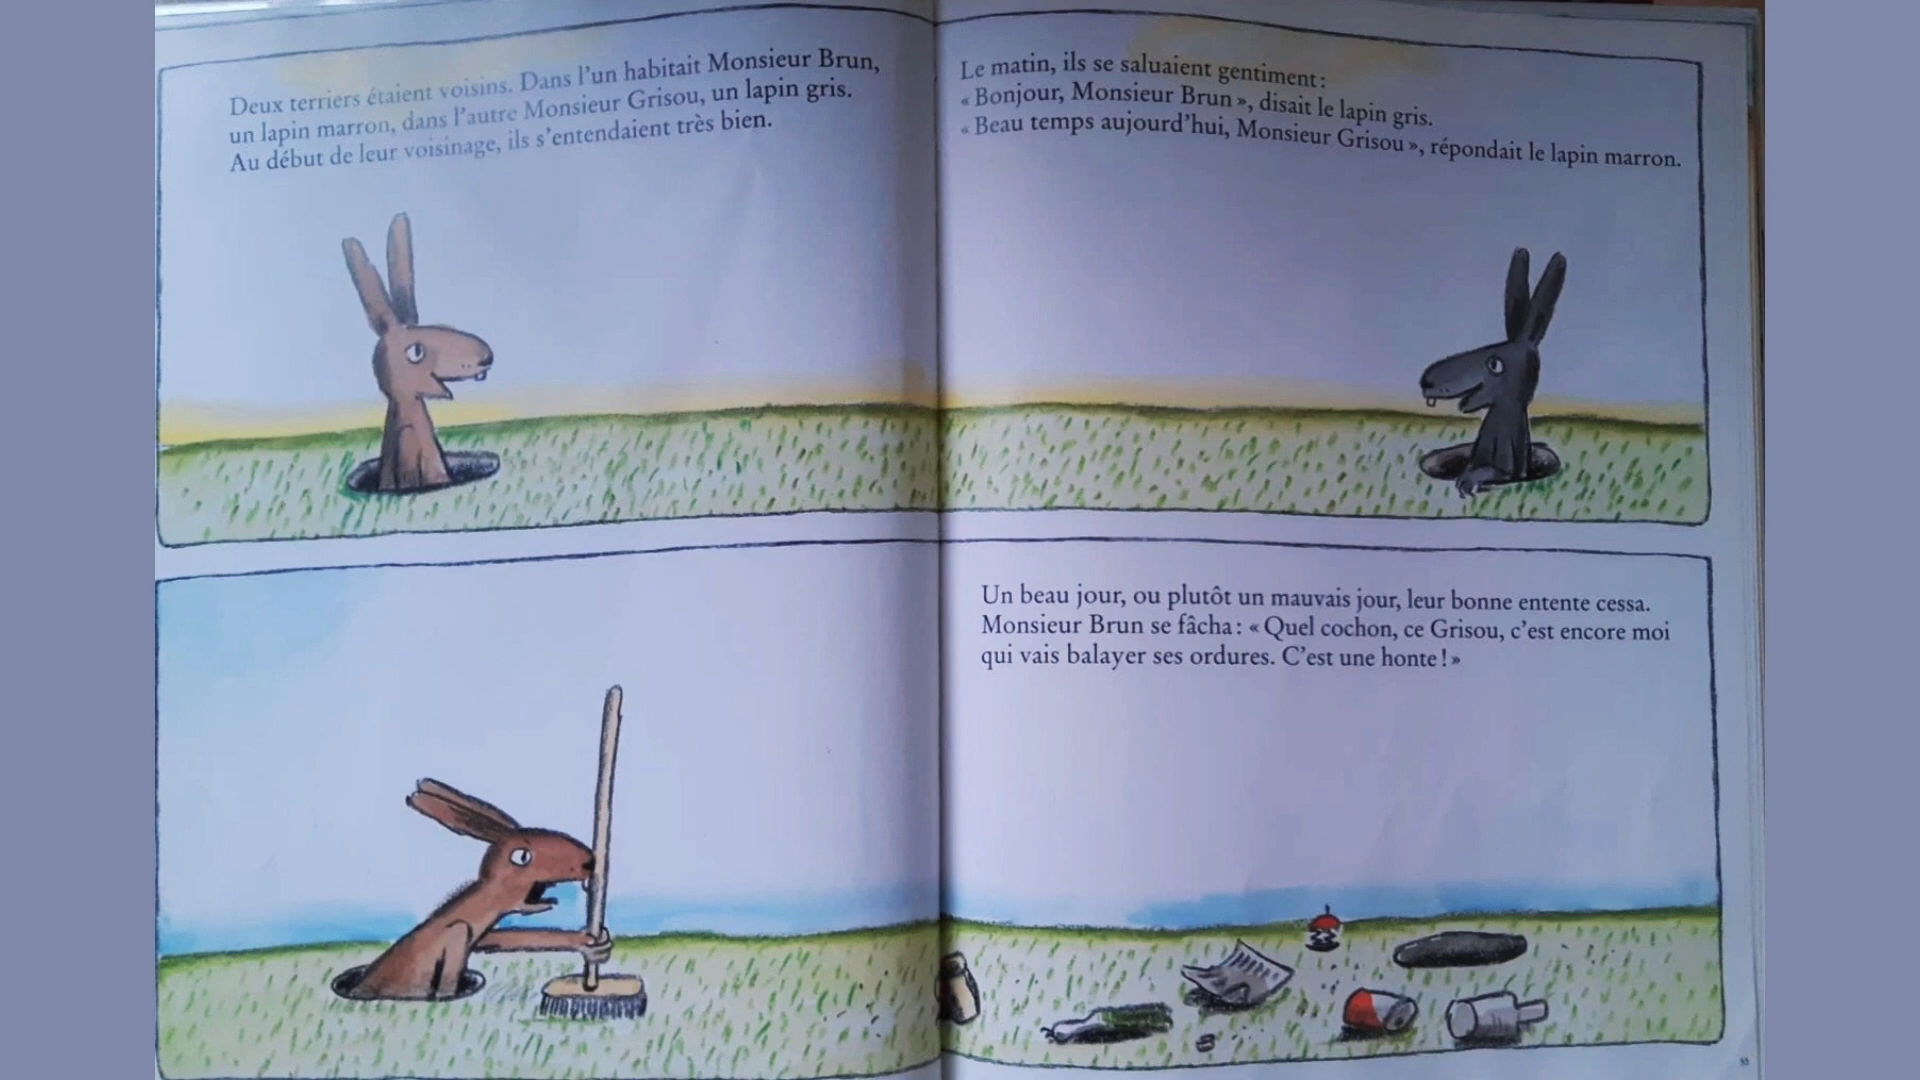 Deux terriers étaient voisins. Dans l'un habitait Monsieur Brun,
un lapin marron, dans l'autre Monsieur Grisou, un lapin gris.
Au début de leur voisinage, ils s'entendaient très bien.
Le matin, ils se saluaient gentiment :
« Bonjour, Monsieur Brun », disait le lapin gris.
« Beau temps aujourd'hui, Monsieur Grisou », répondait le lapin marron.
Un beau jour, ou plutôt un mauvais jour, leur bonne entente cessa.
Monsieur Brun se fâcha : « Quel cochon, ce Grisou, c'est encore moi
qui vais balayer ses ordures. C'est une honte ! »